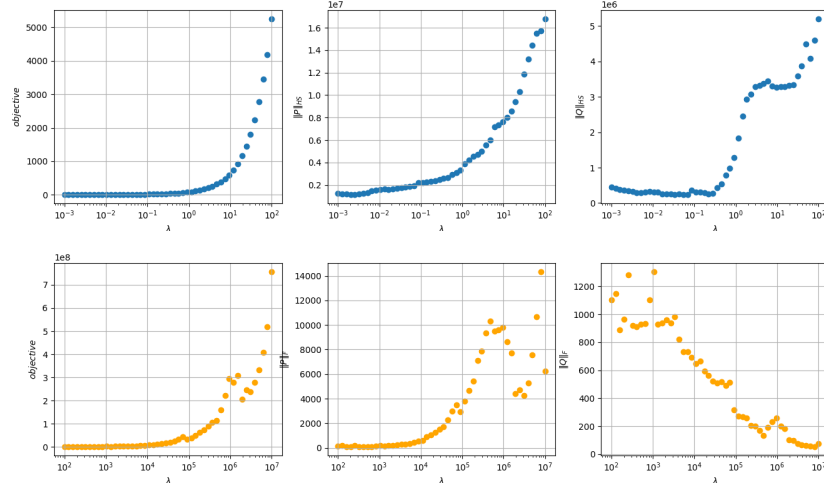 objective
5000
4000
3000
2000
1000
0
10⁻³ 10⁻² 10⁻¹ 10⁰ 10¹ 10²
λ
1e7
‖P‖HS
1.6
1.4
1.2
1.0
0.8
0.6
0.4
0.2
10⁻³ 10⁻² 10⁻¹ 10⁰ 10¹ 10²
λ
1e6
‖Q‖HS
5
4
3
2
1
0
10⁻³ 10⁻² 10⁻¹ 10⁰ 10¹ 10²
λ
1e8
objective
7
6
5
4
3
2
1
0
10² 10³ 10⁴ 10⁵ 10⁶ 10⁷
λ
‖P‖F
14000
12000
10000
8000
6000
4000
2000
0
10² 10³ 10⁴ 10⁵ 10⁶ 10⁷
λ
‖Q‖F
1200
1000
800
600
400
200
0
10² 10³ 10⁴ 10⁵ 10⁶ 10⁷
λ